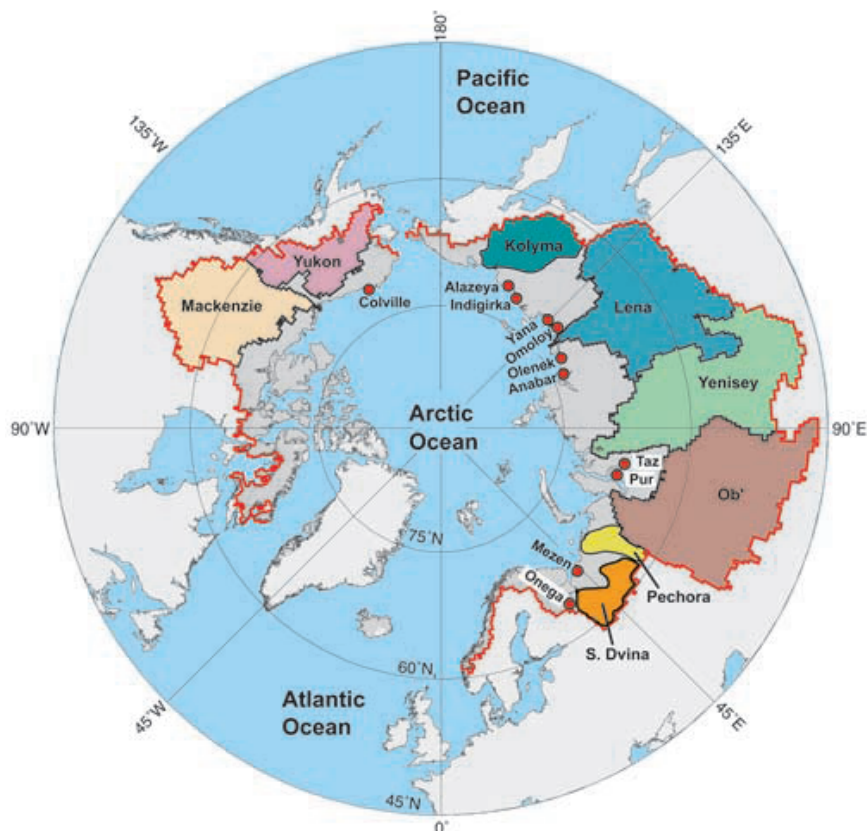 180˚
Pacific
Ocean
135˚W
135˚E
Kolyma
Yukon
Mackenzie
Alazeya
Indigirka
Colville
Lena
Yana
Omoloy
Olenek
Anabar
Yenisey
Arctic
Ocean
90˚W
90˚E
Taz
Pur
Ob'
75˚N
Mezen
Onega
Pechora
S. Dvina
60˚N
Atlantic
Ocean
45˚W
45˚E
45˚N
0˚